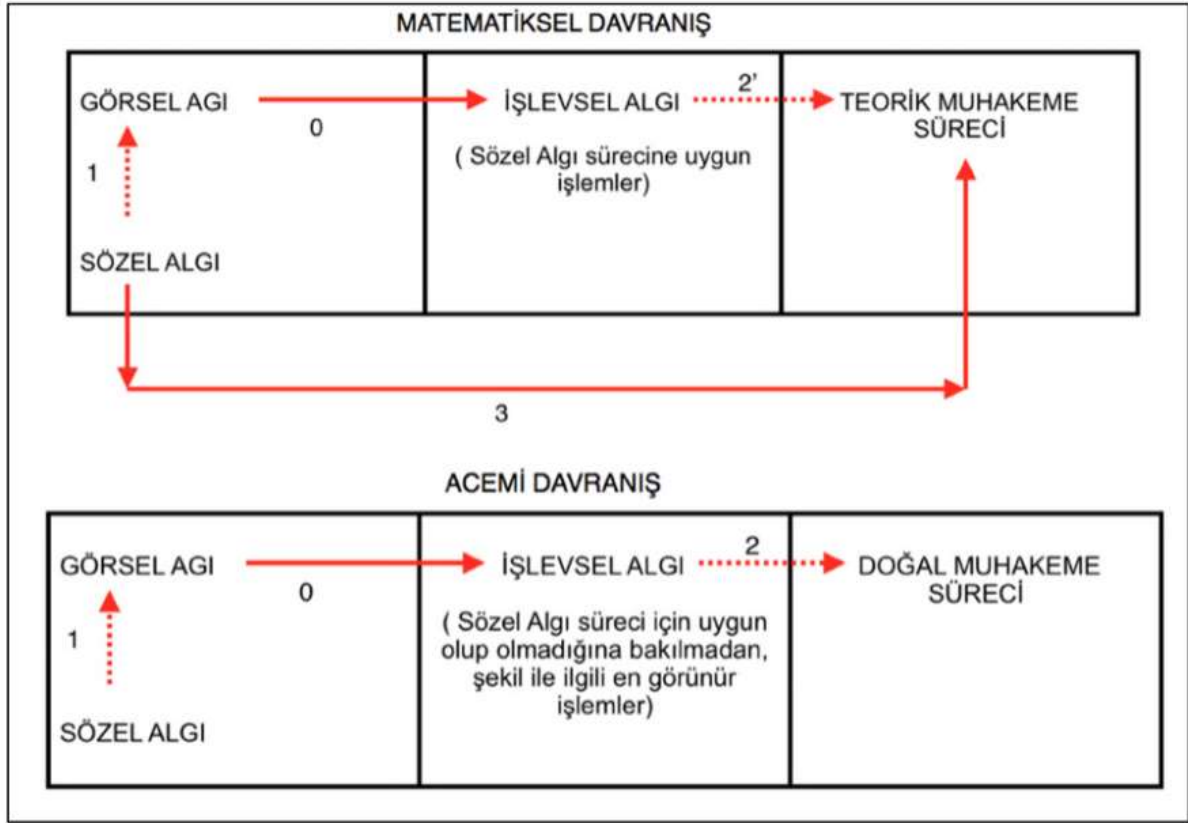 MATEMATİKSEL DAVRANIŞ
GÖRSEL AGI
0
İŞLEVSEL ALGI
2'
TEORİK MUHAKEME
SÜRECİ
( Sözel Algı sürecine uygun
işlemler)
1
SÖZEL ALGI
3
ACEMİ DAVRANIŞ
GÖRSEL AGI
0
İŞLEVSEL ALGI
2
DOĞAL MUHAKEME
SÜRECİ
( Sözel Algı süreci için uygun
olup olmadığına bakılmadan,
şekil ile ilgili en görünür
işlemler)
1
SÖZEL ALGI